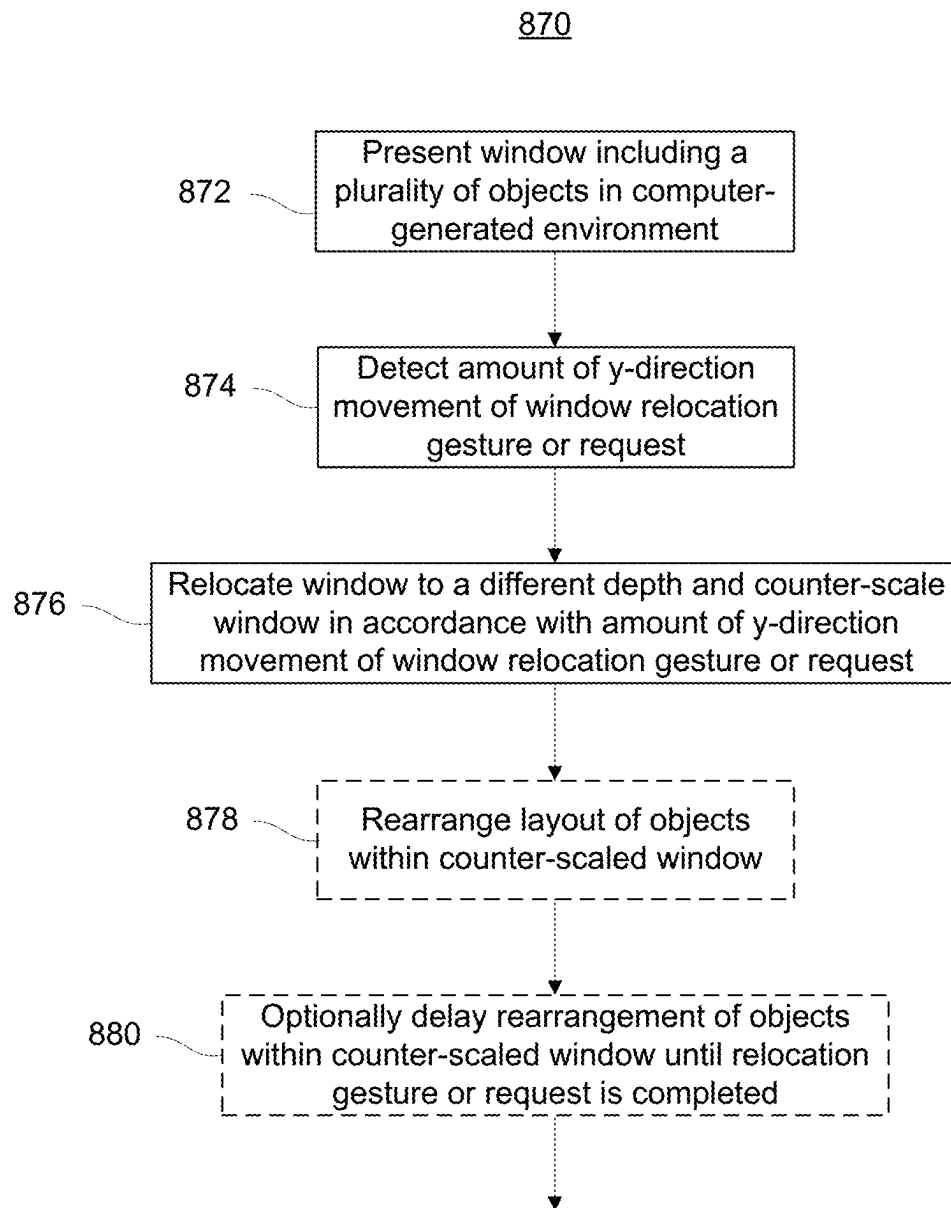 870
872
Present window including a
plurality of objects in computer-
generated environment
874
Detect amount of y-direction
movement of window relocation
gesture or request
876
Relocate window to a different depth and counter-scale
window in accordance with amount of y-direction
movement of window relocation gesture or request
878
Rearrange layout of objects
within counter-scaled window
880
Optionally delay rearrangement of objects
within counter-scaled window until relocation
gesture or request is completed